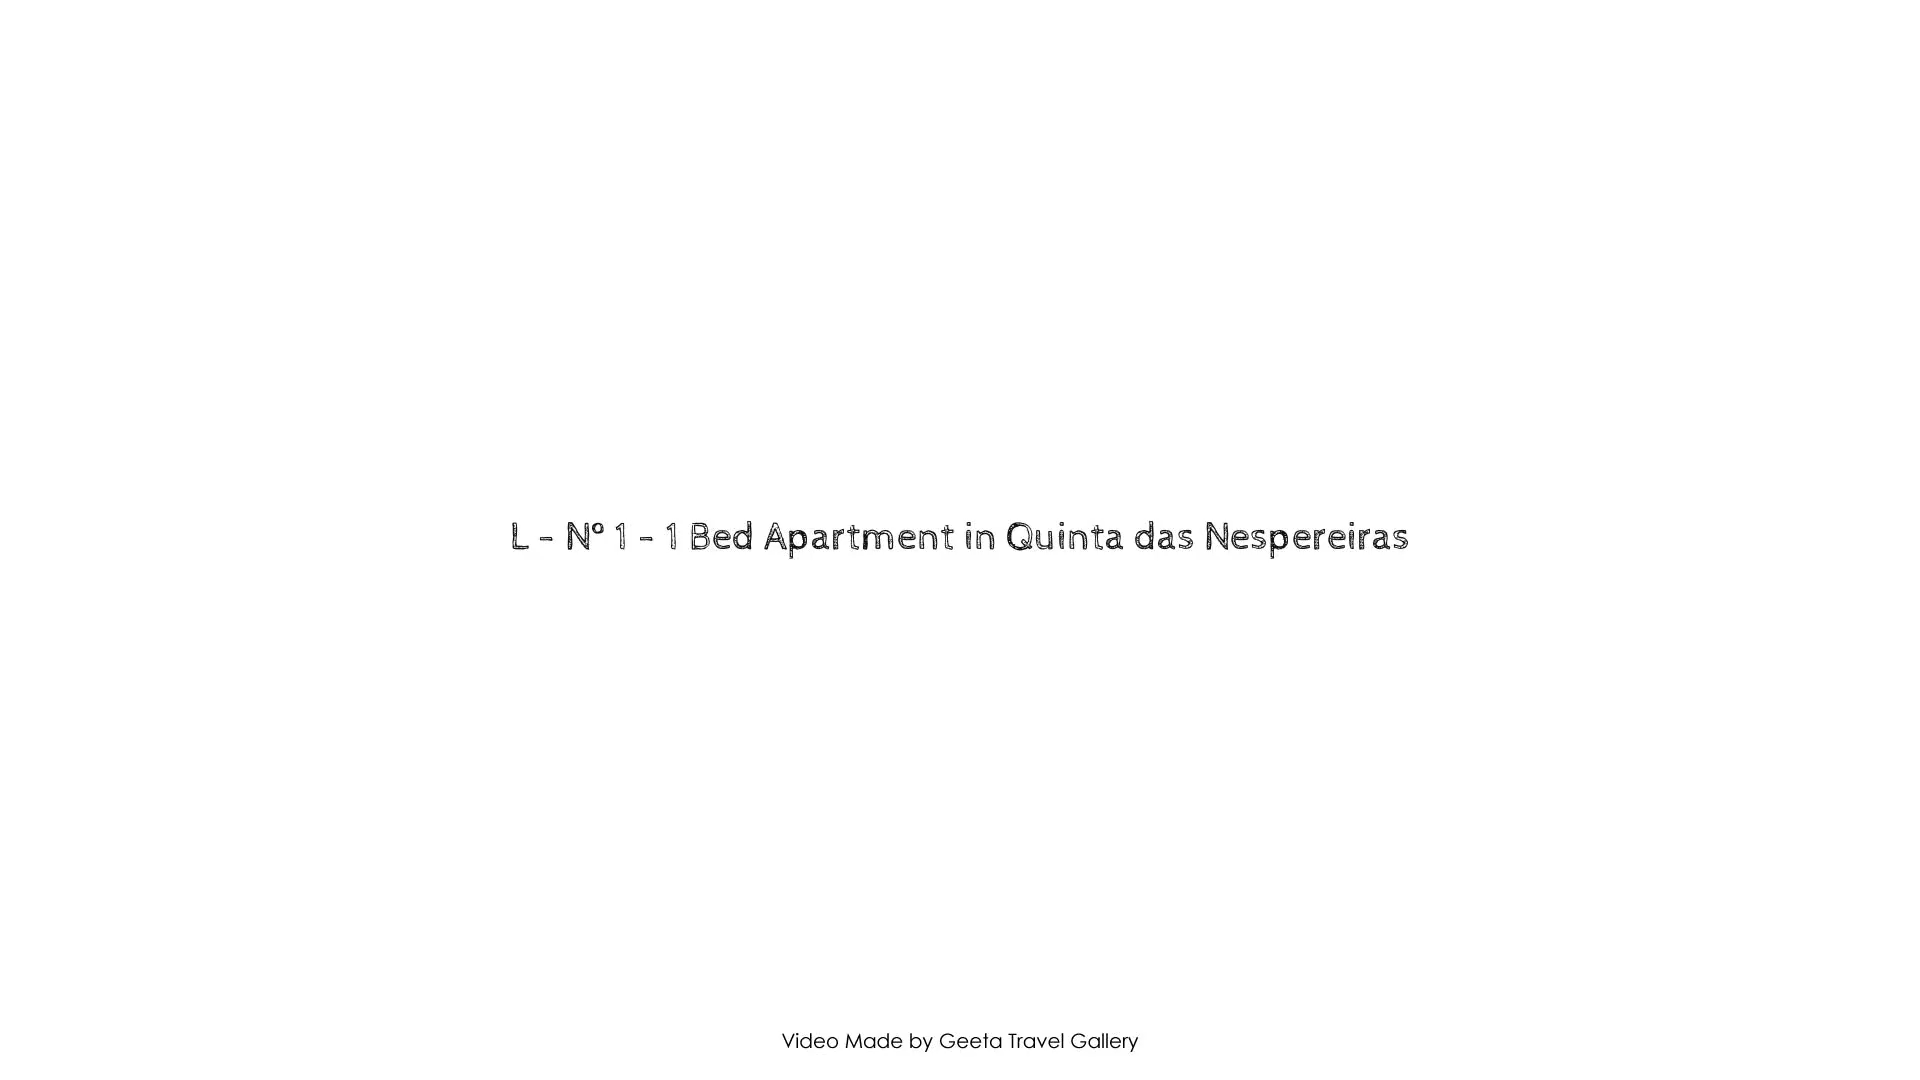 L - Nº 1 - 1 Bed Apartment in Quinta das Nespereiras
Video Made by Geeta Travel Gallery